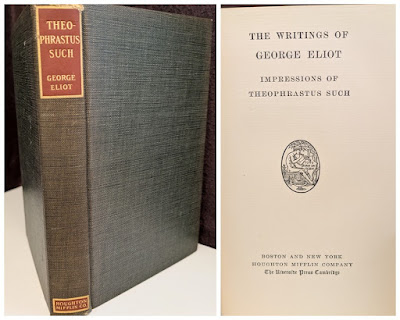 THEO-
PHRASTUS
SUCH
GEORGE
ELIOT
HOUGHTON
MIFFLIN CO.
THE WRITINGS OF
GEORGE ELIOT
IMPRESSIONS OF
THEOPHRASTUS SUCH
BOSTON AND NEW YORK
HOUGHTON MIFFLIN COMPANY
The Riverside Press Cambridge